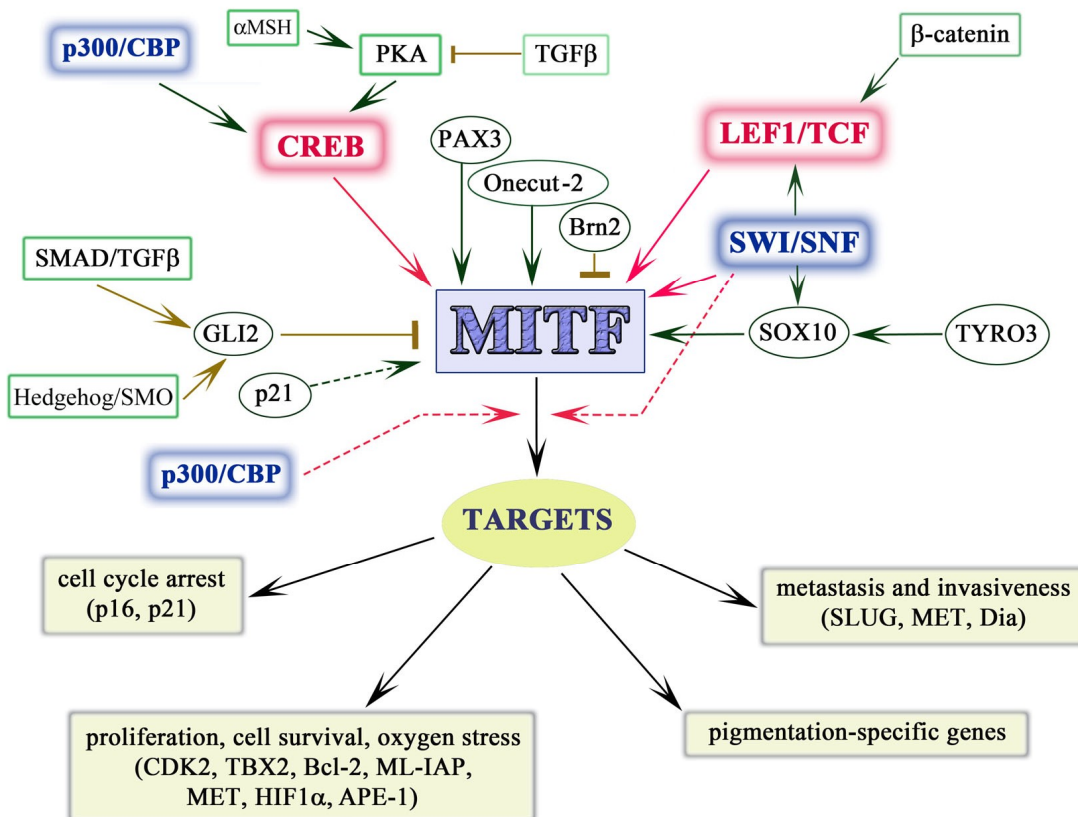 αMSH
p300/CBP
PKA
TGFβ
β-catenin
CREB
PAX3
LEF1/TCF
Onecut-2
Brn2
SWI/SNF
SMAD/TGFβ
GLI2
MITF
SOX10
TYRO3
Hedgehog/SMO
p21
p300/CBP
TARGETS
cell cycle arrest
(p16, p21)
metastasis and invasiveness
(SLUG, MET, Dia)
proliferation, cell survival, oxygen stress
(CDK2, TBX2, Bcl-2, ML-IAP,
MET, HIF1α, APE-1)
pigmentation-specific genes